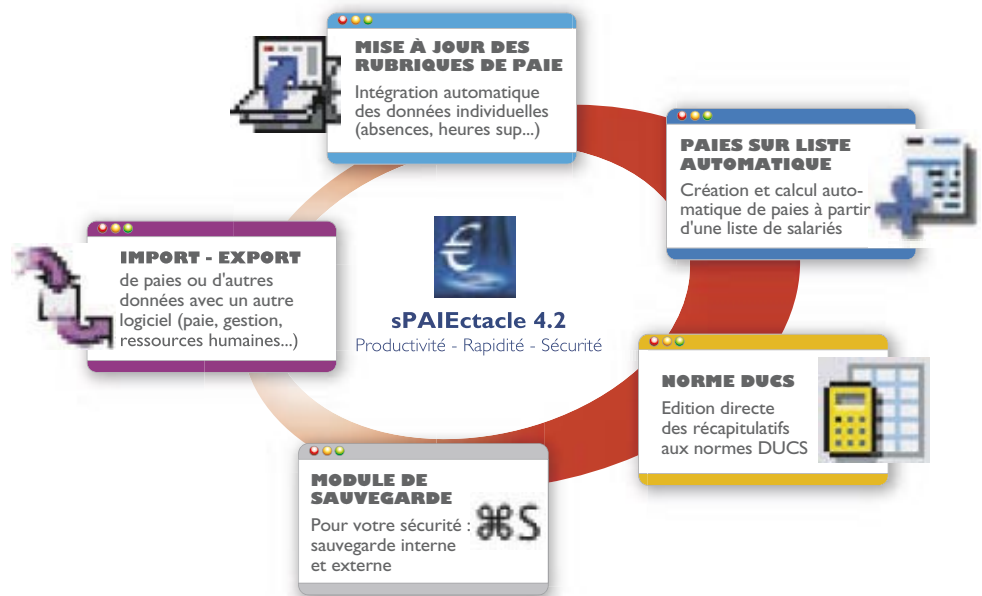 MISE À JOUR DES
RUBRIQUES DE PAIE
Intégration automatique
des données individuelles
(absences, heures sup...)
PAIES SUR LISTE
AUTOMATIQUE
Création et calcul auto-
matique de paies à partir
d'une liste de salariés
IMPORT - EXPORT
de paies ou d'autres
données avec un autre
logiciel (paie, gestion,
ressources humaines...)
€
sPAIEctacle 4.2
Productivité - Rapidité - Sécurité
NORME DUCS
Edition directe
des récapitulatifs
aux normes DUCS
MODULE DE
SAUVEGARDE
Pour votre sécurité :
sauvegarde interne
et externe
⌘S